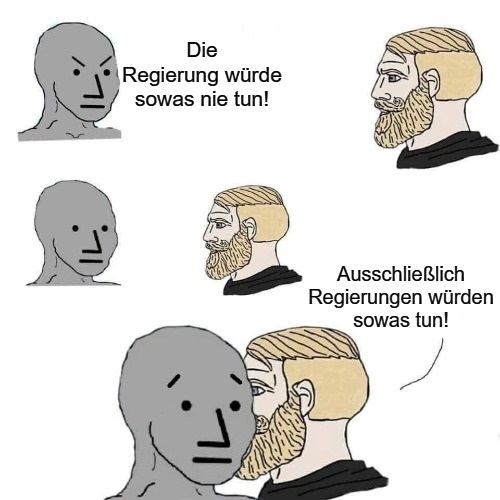 Die
Regierung würde
sowas nie tun!
Ausschließlich
Regierungen würden
sowas tun!